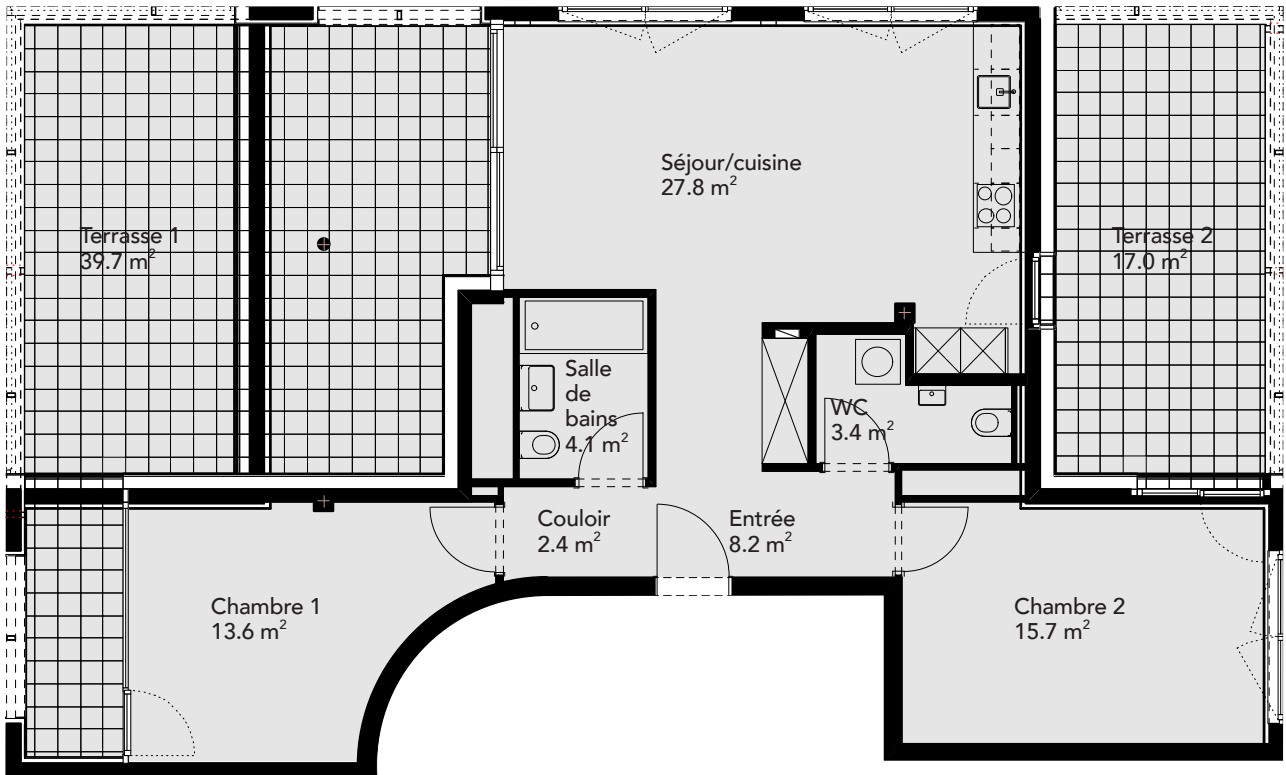 Séjour/cuisine
27.8 m²
Terrasse 1
39.7 m²
Terrasse 2
17.0 m²
Salle
de
bains
4.1 m²
WC
3.4 m²
Couloir
2.4 m²
Entrée
8.2 m²
Chambre 1
13.6 m²
Chambre 2
15.7 m²